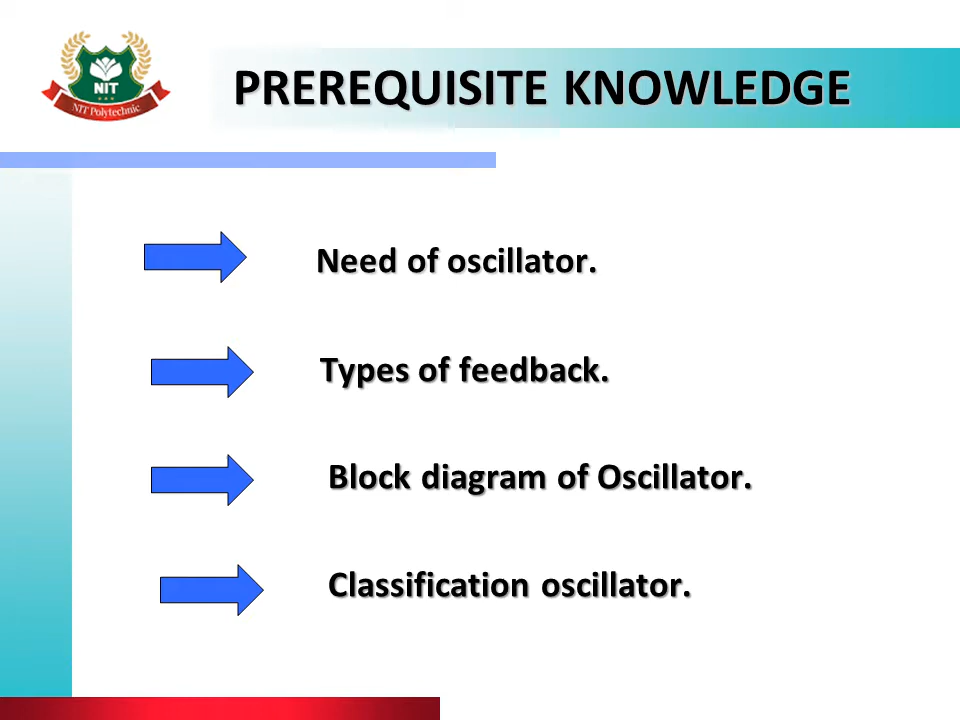 NIT
NIT Polytechnic
PREREQUISITE KNOWLEDGE
Need of oscillator.
Types of feedback.
Block diagram of Oscillator.
Classification oscillator.